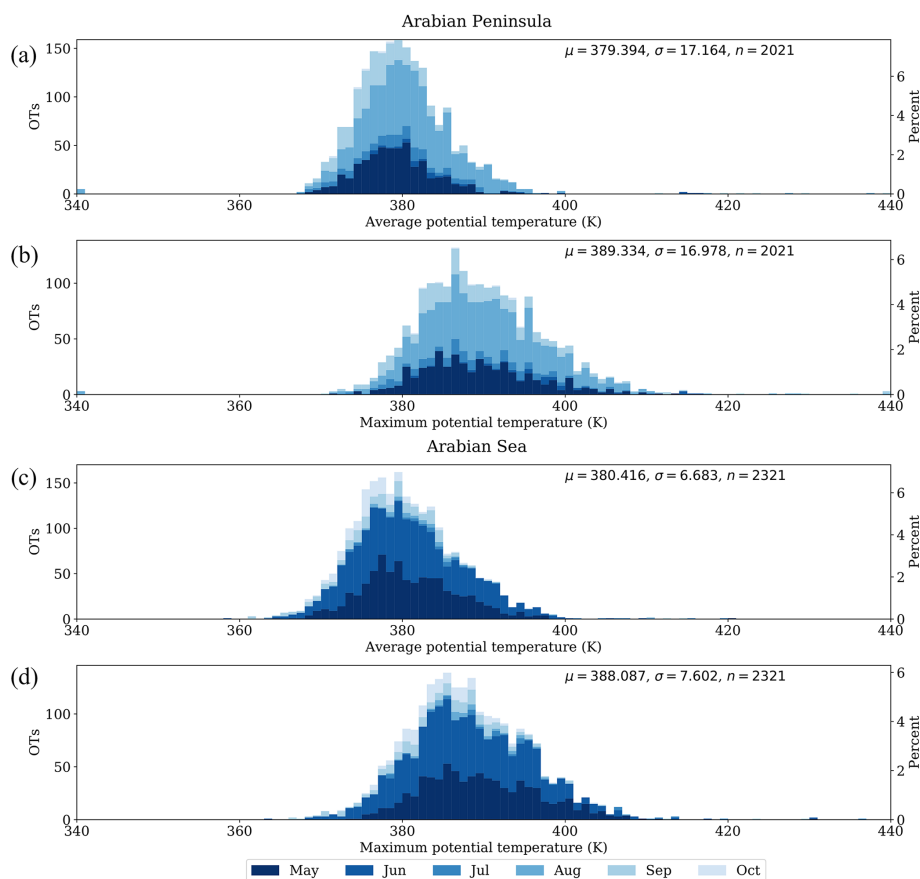 Arabian Peninsula
(a)
μ = 379.394, σ = 17.164, n = 2021
150
100
50
0
OTs
6
4
2
0
Percent
340 360 380 400 420 440
Average potential temperature (K)
(b)
μ = 389.334, σ = 16.978, n = 2021
100
50
0
OTs
6
4
2
0
Percent
340 360 380 400 420 440
Maximum potential temperature (K)
Arabian Sea
(c)
μ = 380.416, σ = 6.683, n = 2321
150
100
50
0
OTs
6
4
2
0
Percent
340 360 380 400 420 440
Average potential temperature (K)
(d)
μ = 388.087, σ = 7.602, n = 2321
100
50
0
OTs
6
4
2
0
Percent
340 360 380 400 420 440
Maximum potential temperature (K)
May Jun Jul Aug Sep Oct